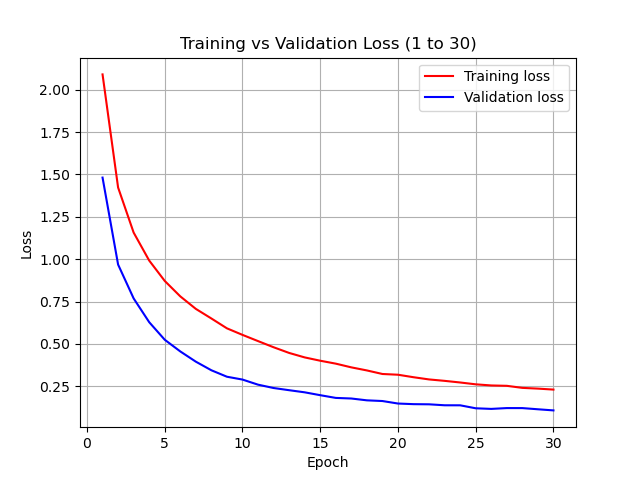 Training vs Validation Loss (1 to 30)
Training loss
Validation loss
2.00
1.75
1.50
1.25
1.00
0.75
0.50
0.25
Loss
0 5 10 15 20 25 30
Epoch